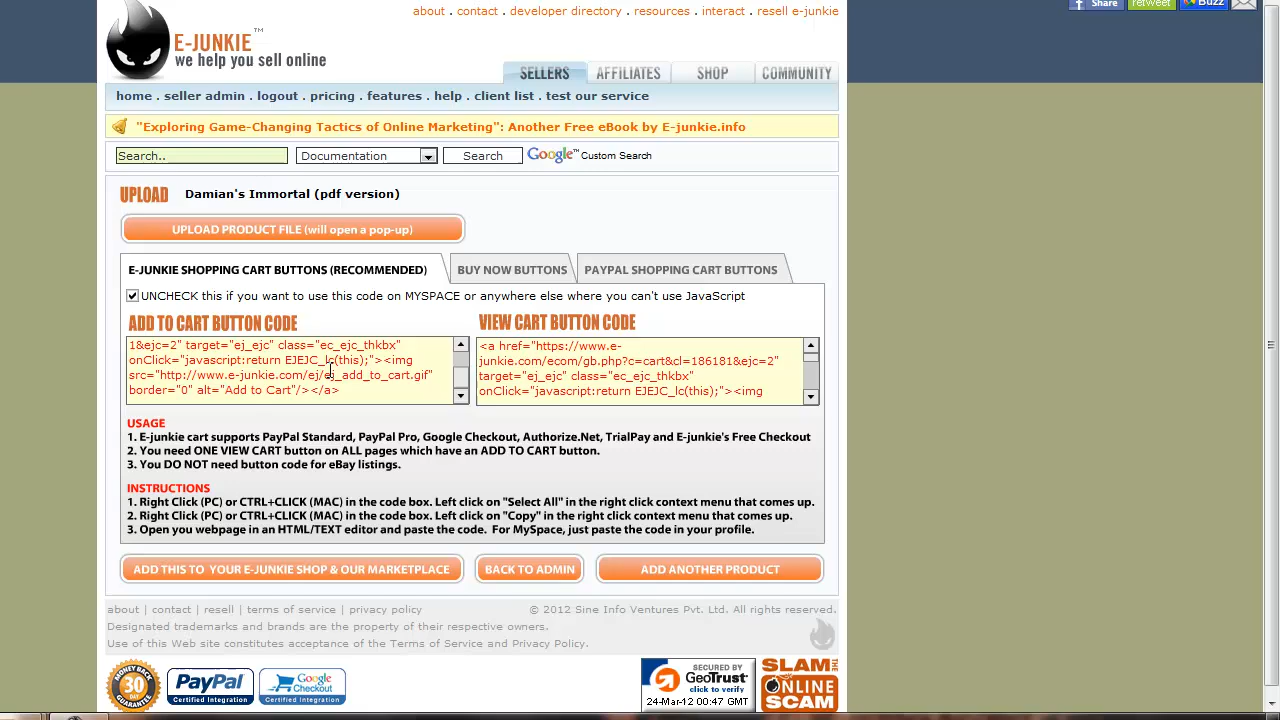 about . contact . developer directory . resources . interact . resell e-junkie
Share
retweet
Buzz
E-JUNKIE™
we help you sell online
SELLERS AFFILIATES SHOP COMMUNITY
home . seller admin . logout . pricing . features . help . client list . test our service
"Exploring Game-Changing Tactics of Online Marketing": Another Free eBook by E-junkie.info
Search.. Documentation Search Google™ Custom Search
UPLOAD Damian's Immortal (pdf version)
UPLOAD PRODUCT FILE (will open a pop-up)
E-JUNKIE SHOPPING CART BUTTONS (RECOMMENDED) BUY NOW BUTTONS PAYPAL SHOPPING CART BUTTONS
UNCHECK this if you want to use this code on MYSPACE or anywhere else where you can't use JavaScript
ADD TO CART BUTTON CODE
1&ejc=2" target="ej_ejc" class="ec_ejc_thkbx"
onClick="javascript:return EJEJC_lc(this);"><img
src="http://www.e-junkie.com/ej/ej_add_to_cart.gif"
border="0" alt="Add to Cart"/></a>
VIEW CART BUTTON CODE
<a href="https://www.e-
junkie.com/ecom/gb.php?c=cart&cl=186181&ejc=2"
target="ej_ejc" class="ec_ejc_thkbx"
onClick="javascript:return EJEJC_lc(this);"><img
USAGE
1. E-junkie cart supports PayPal Standard, PayPal Pro, Google Checkout, Authorize.Net, TrialPay and E-junkie's Free Checkout
2. You need ONE VIEW CART button on ALL pages which have an ADD TO CART button.
3. You DO NOT need button code for eBay listings.
INSTRUCTIONS
1. Right Click (PC) or CTRL+CLICK (MAC) in the code box. Left click on "Select All" in the right click context menu that comes up.
2. Right Click (PC) or CTRL+CLICK (MAC) in the code box. Left click on "Copy" in the right click context menu that comes up.
3. Open you webpage in an HTML/TEXT editor and paste the code. For MySpace, just paste the code in your profile.
ADD THIS TO YOUR E-JUNKIE SHOP & OUR MARKETPLACE BACK TO ADMIN ADD ANOTHER PRODUCT
about | contact | resell | terms of service | privacy policy © 2012 Sine Info Ventures Pvt. Ltd. All rights reserved.
Designated trademarks and brands are the property of their respective owners.
Use of this Web site constitutes acceptance of the Terms of Service and Privacy Policy.
MONEY BACK
30 DAY
GUARANTEE
PayPal
Certified Integration
Google
Checkout
Certified Integration
SECURED BY
GeoTrust
click to verify
24-Mar-12 00:47 GMT
SLAM THE
ONLINE
SCAM